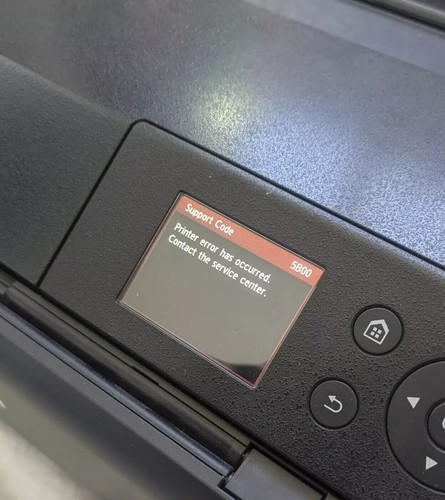 Support Code
5B00
Printer error has occurred.
Contact the service center.